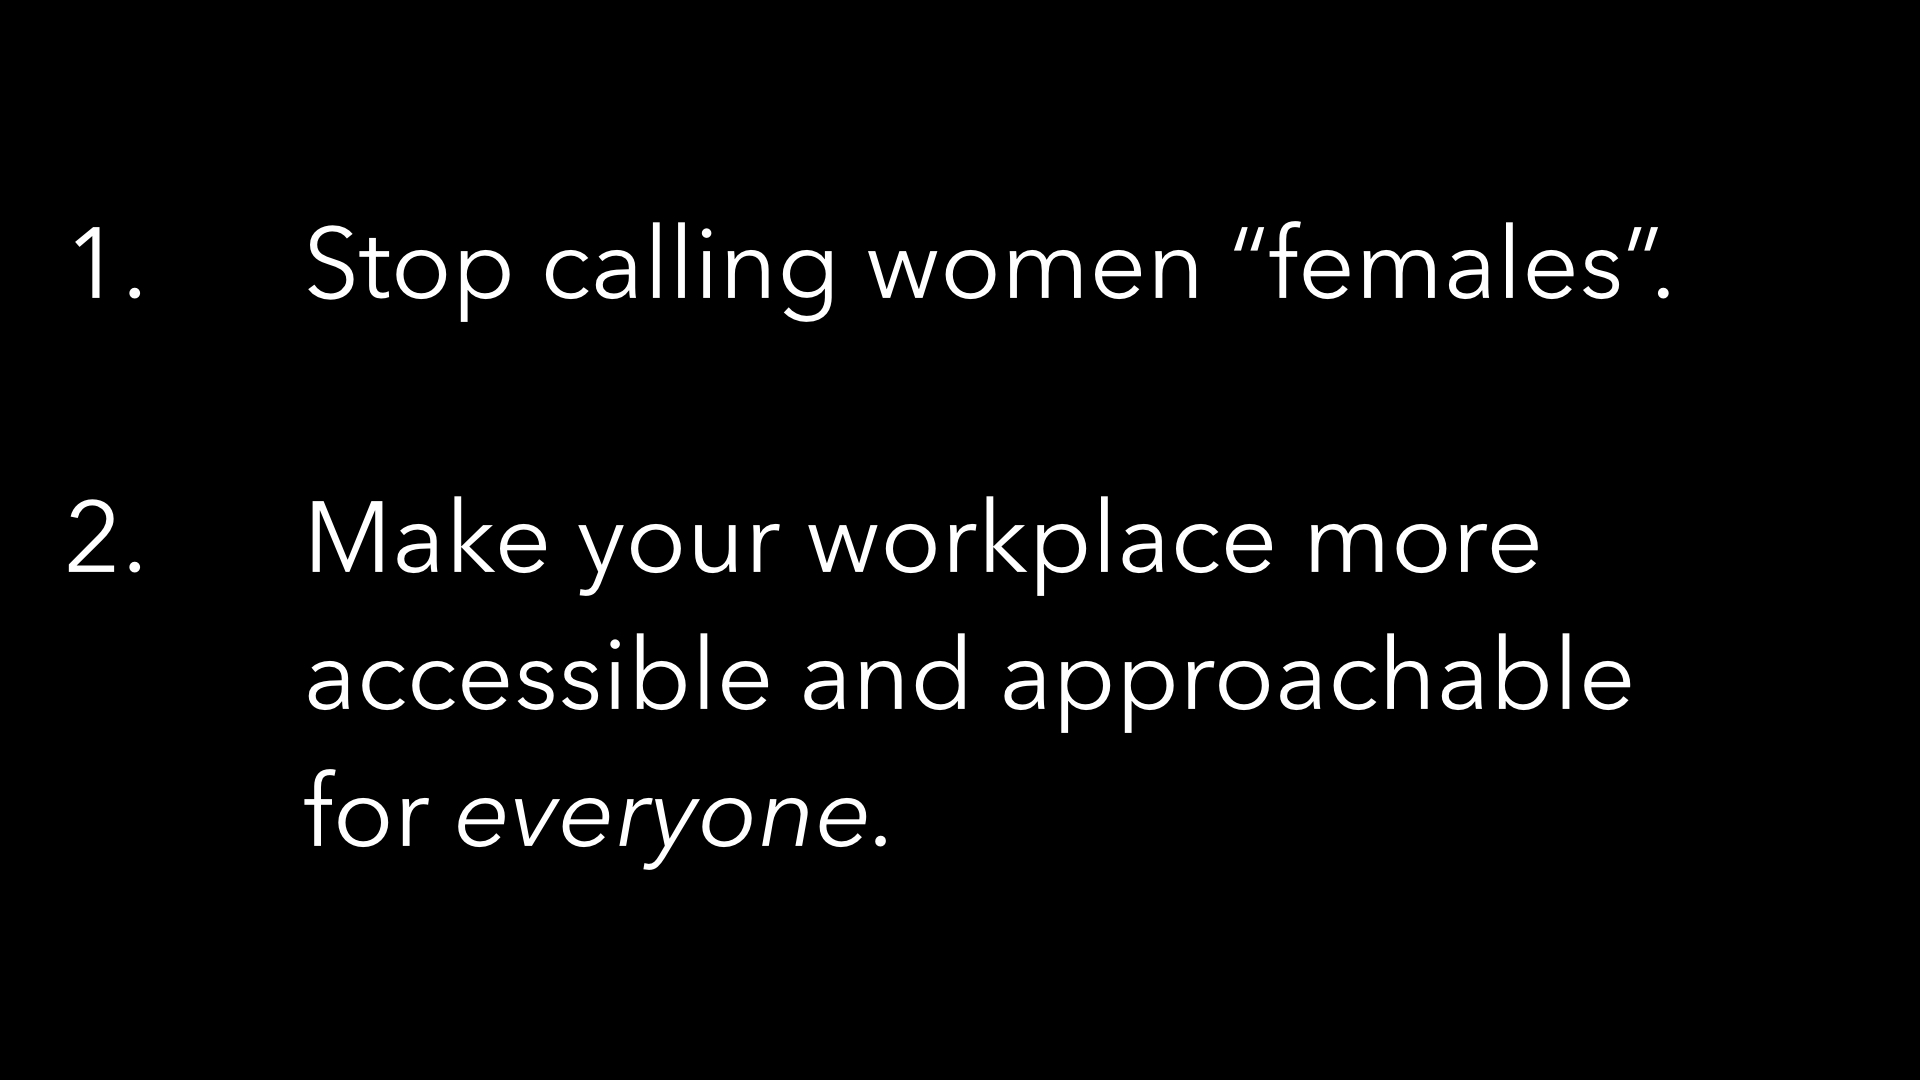 1. Stop calling women “females”.
2. Make your workplace more
accessible and approachable
for everyone.